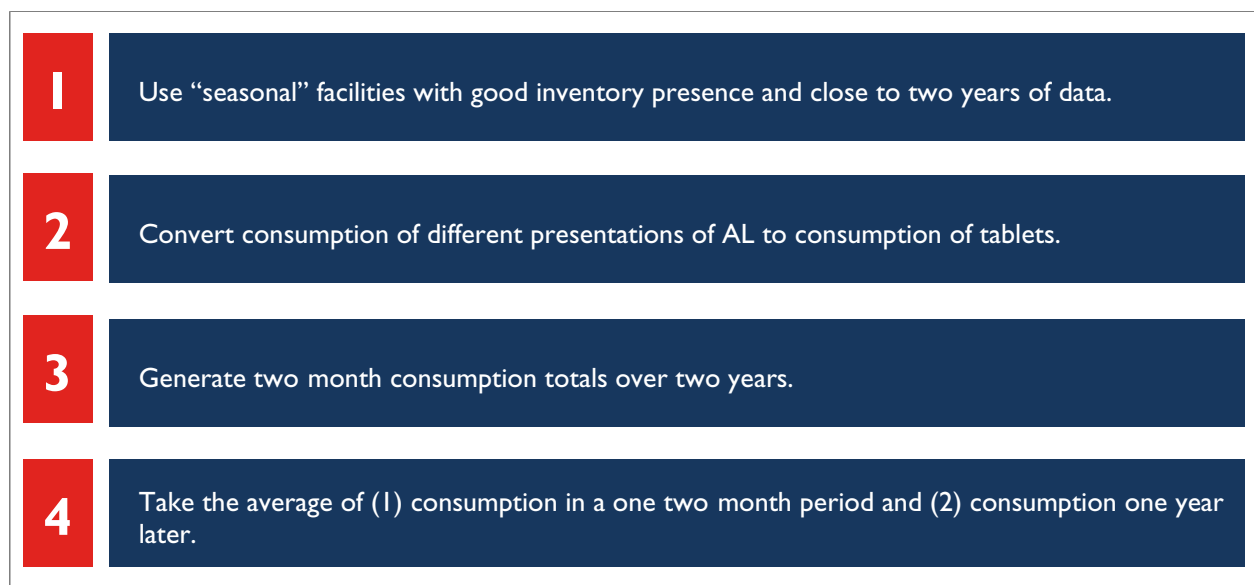 1
Use “seasonal” facilities with good inventory presence and close to two years of data.
2
Convert consumption of different presentations of AL to consumption of tablets.
3
Generate two month consumption totals over two years.
4
Take the average of (1) consumption in a one two month period and (2) consumption one year
later.